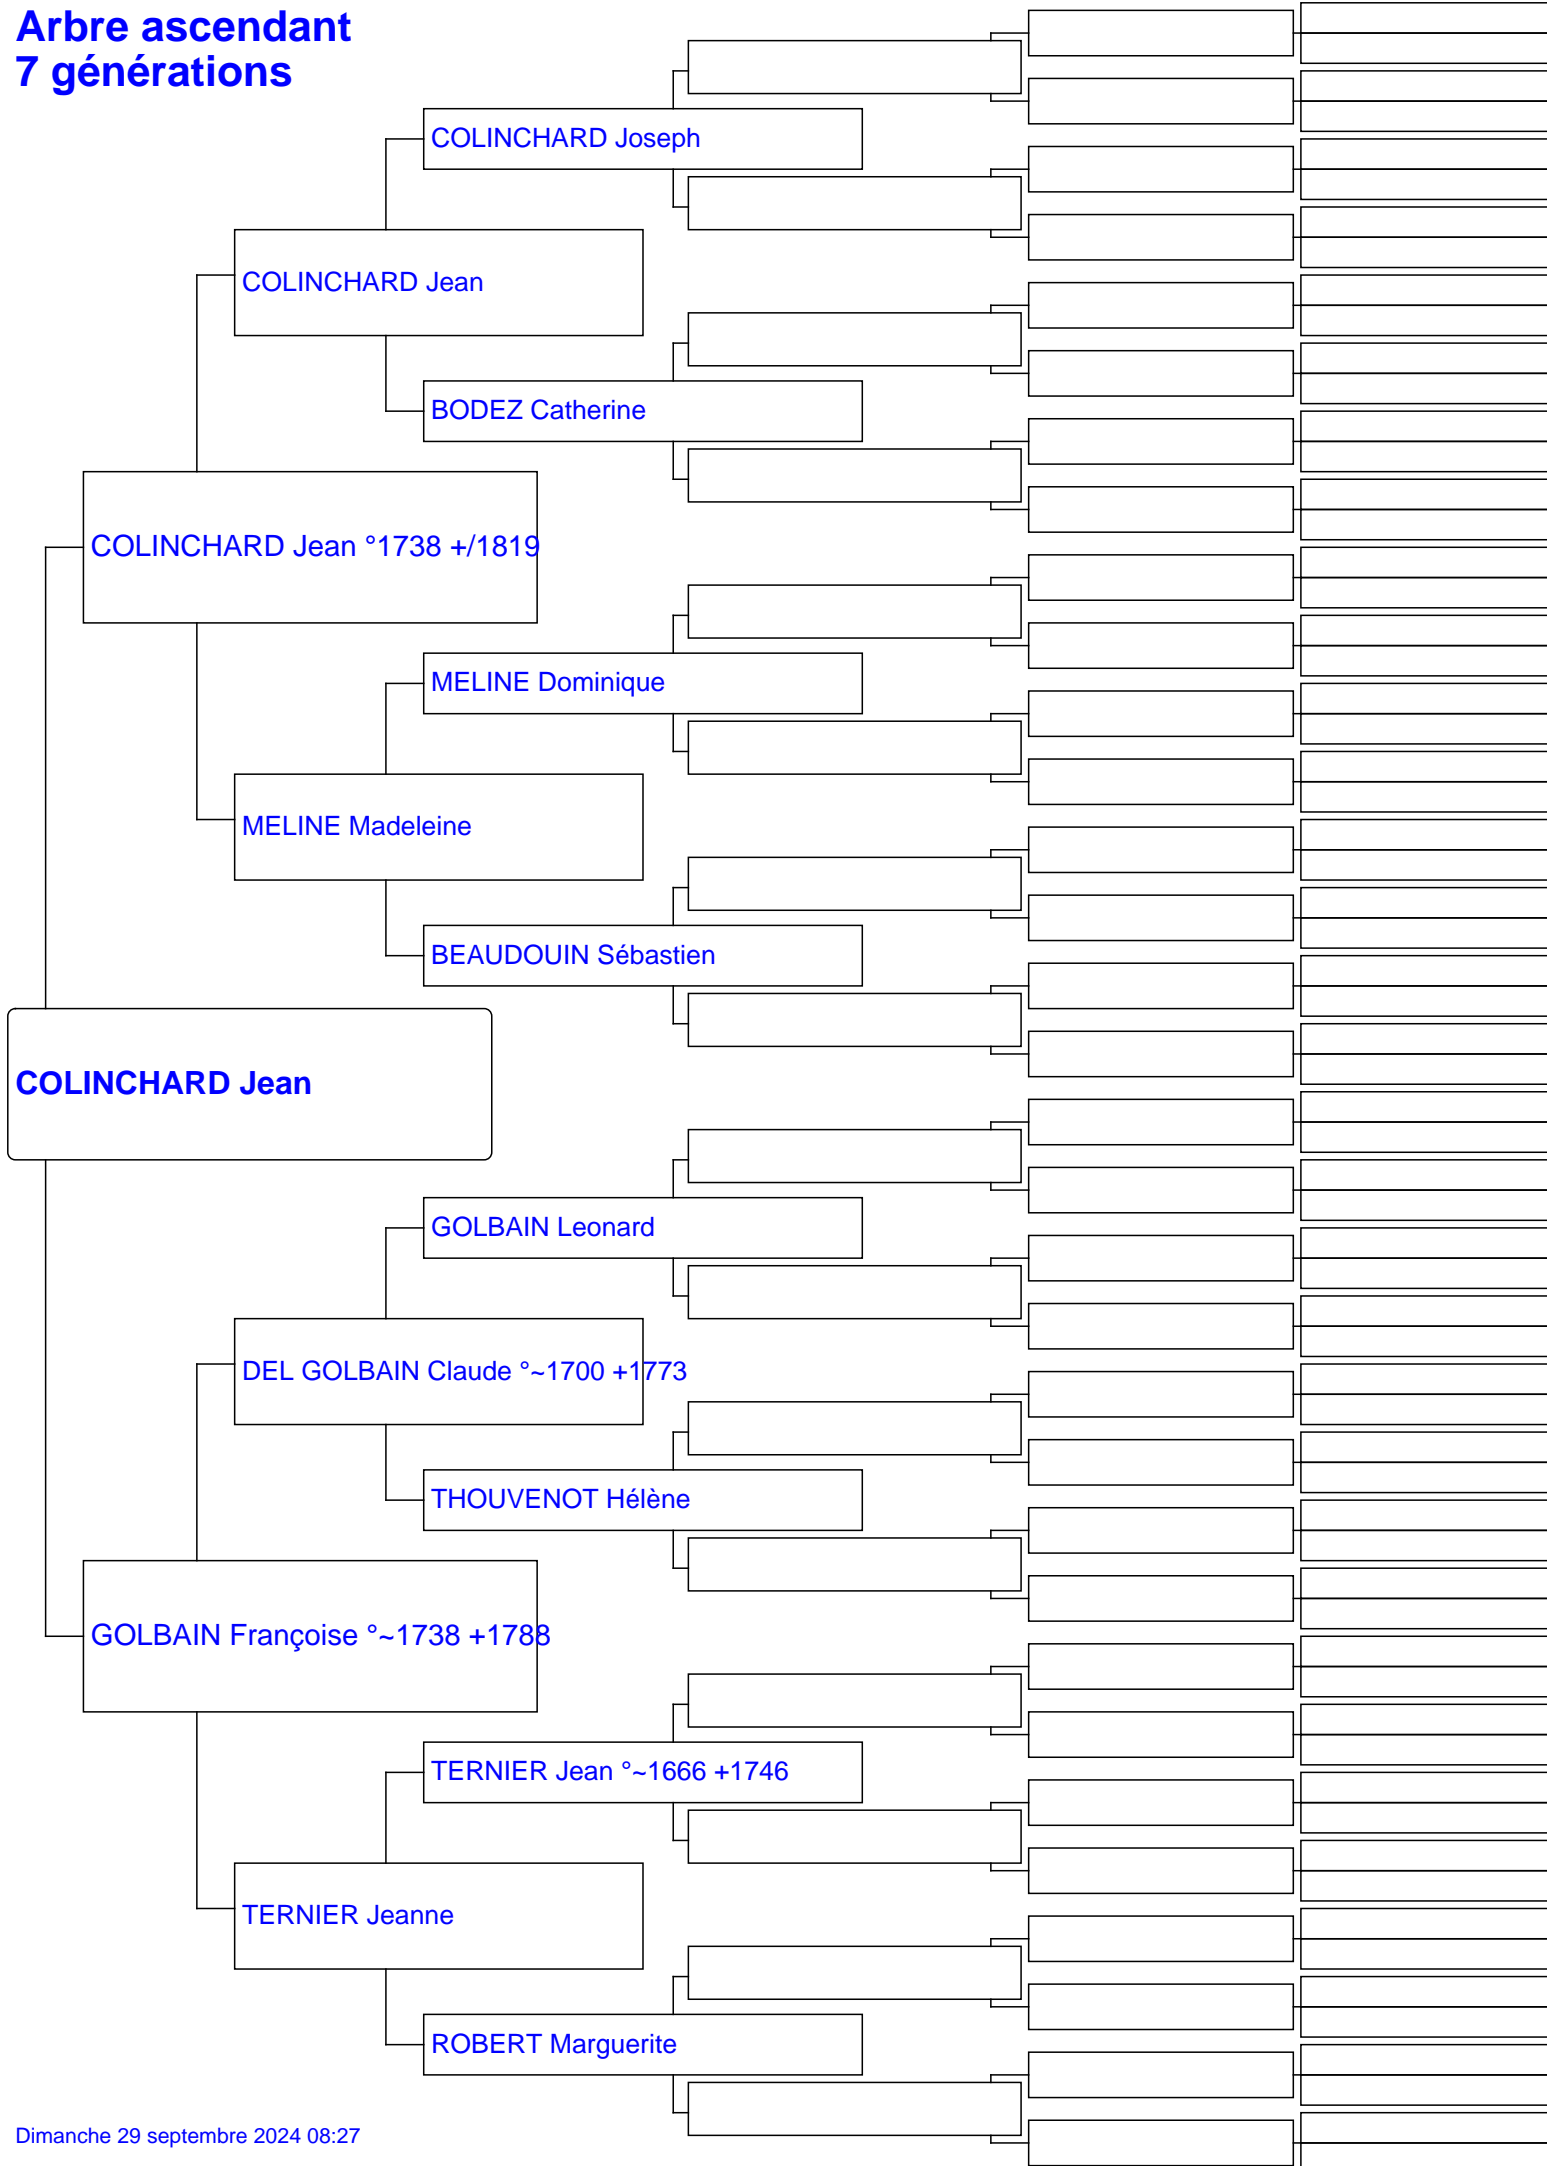 Arbre ascendant
7 générations
COLINCHARD Joseph
COLINCHARD Jean
BODEZ Catherine
COLINCHARD Jean °1738 +/1819
MELINE Dominique
MELINE Madeleine
BEAUDOUIN Sébastien
COLINCHARD Jean
GOLBAIN Leonard
DEL GOLBAIN Claude °~1700 +1773
THOUVENOT Hélène
GOLBAIN Françoise °~1738 +1788
TERNIER Jean °~1666 +1746
TERNIER Jeanne
ROBERT Marguerite
Dimanche 29 septembre 2024 08:27